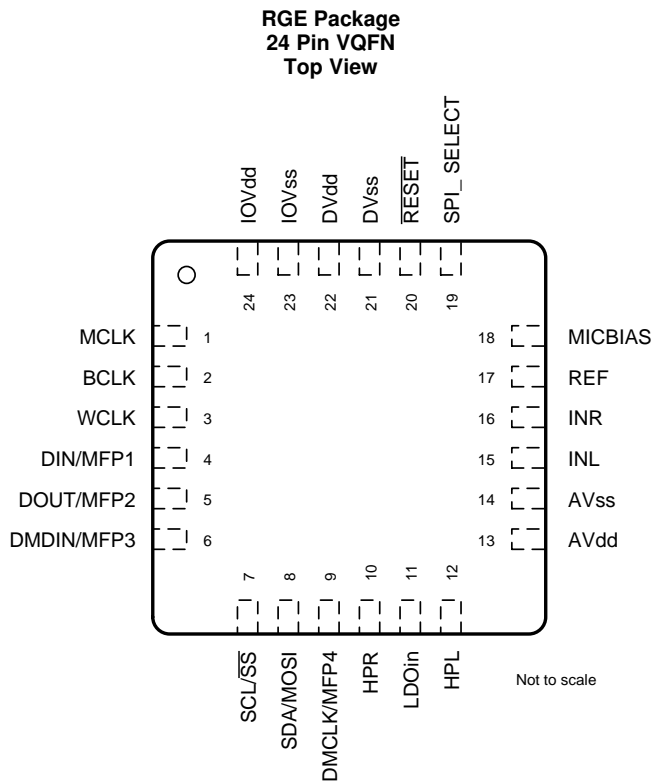 RGE Package
24 Pin VQFN
Top View
IOVdd
IOVss
DVdd
DVss
RESET
SPI_ SELECT
24
23
22
21
20
19
MCLK 1
BCLK 2
WCLK 3
DIN/MFP1 4
DOUT/MFP2 5
DMDIN/MFP3 6
18 MICBIAS
17 REF
16 INR
15 INL
14 AVss
13 AVdd
7
8
9
10
11
12
SCL/SS
SDA/MOSI
DMCLK/MFP4
HPR
LDOin
HPL
Not to scale